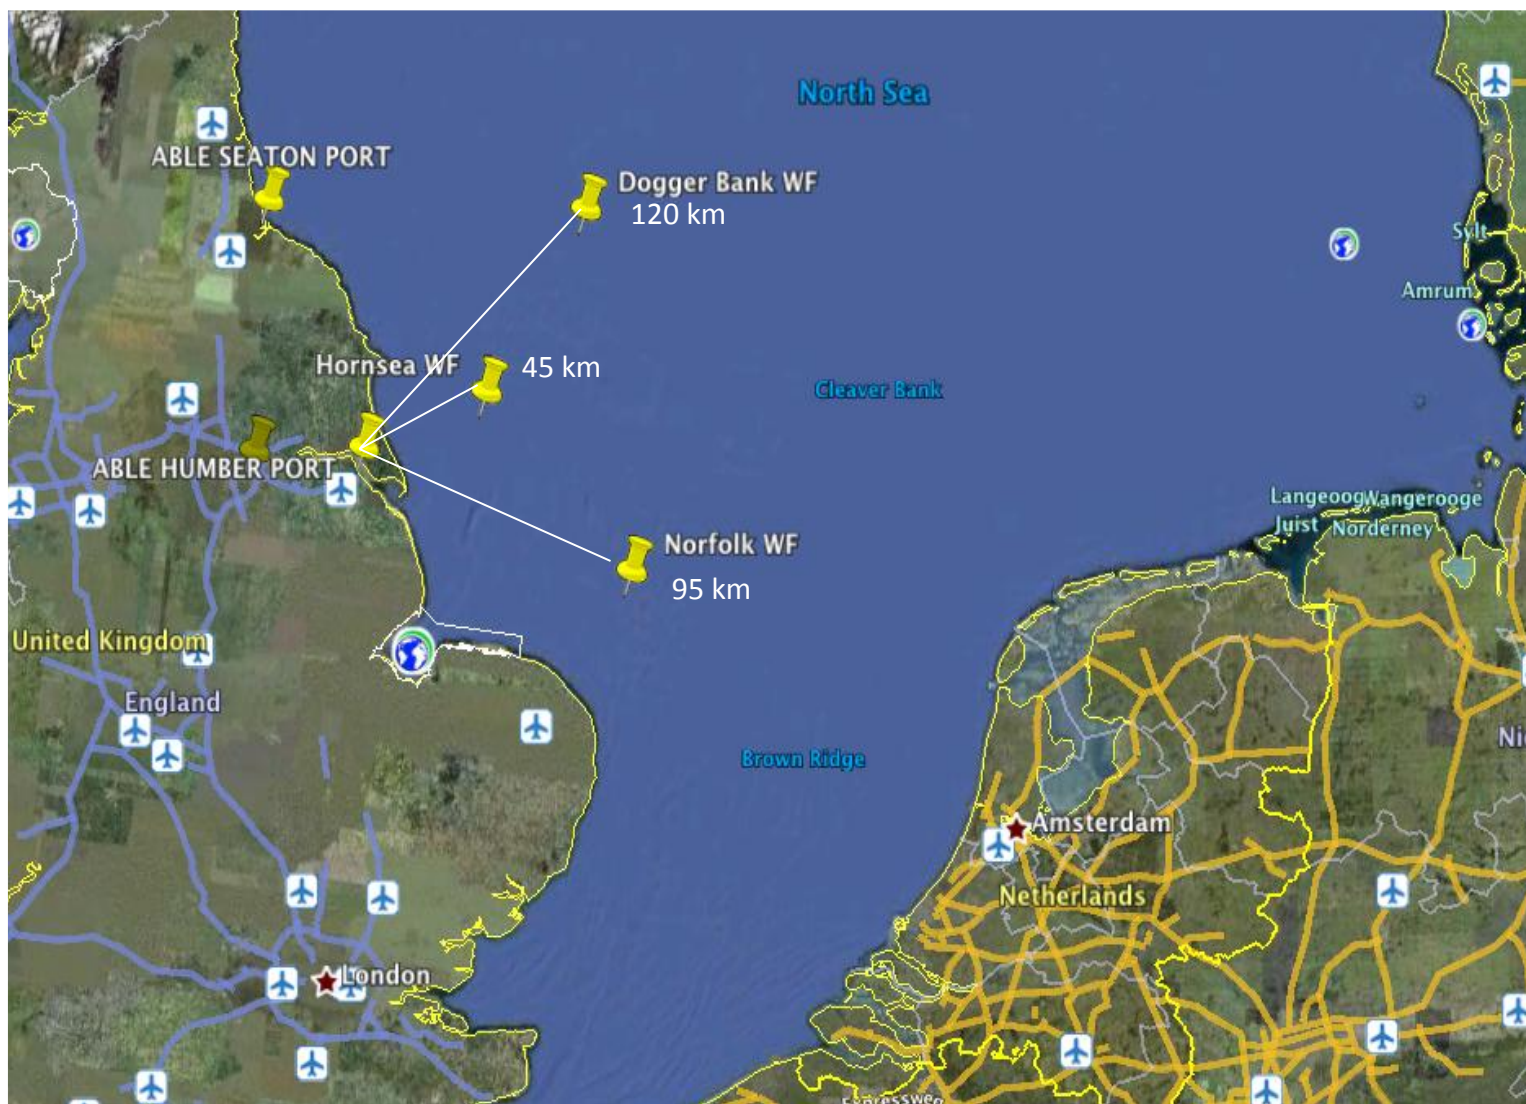 North Sea
ABLE SEATON PORT
Dogger Bank WF
120 km
Sylt
Amrum
Hornsea WF
45 km
Cleaver Bank
ABLE HUMBER PORT
Langeoog
Wangerooge
Juist
Norderney
Norfolk WF
95 km
United Kingdom
England
Ni
Brown Ridge
Amsterdam
Netherlands
London